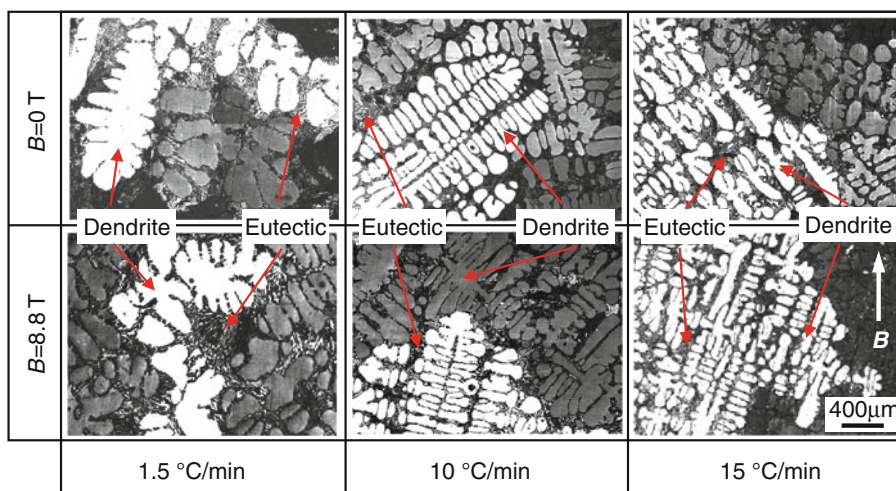 B=0 T
Dendrite Eutectic
Eutectic Dendrite
Eutectic Dendrite
B=8.8 T
B
400μm
1.5 °C/min
10 °C/min
15 °C/min